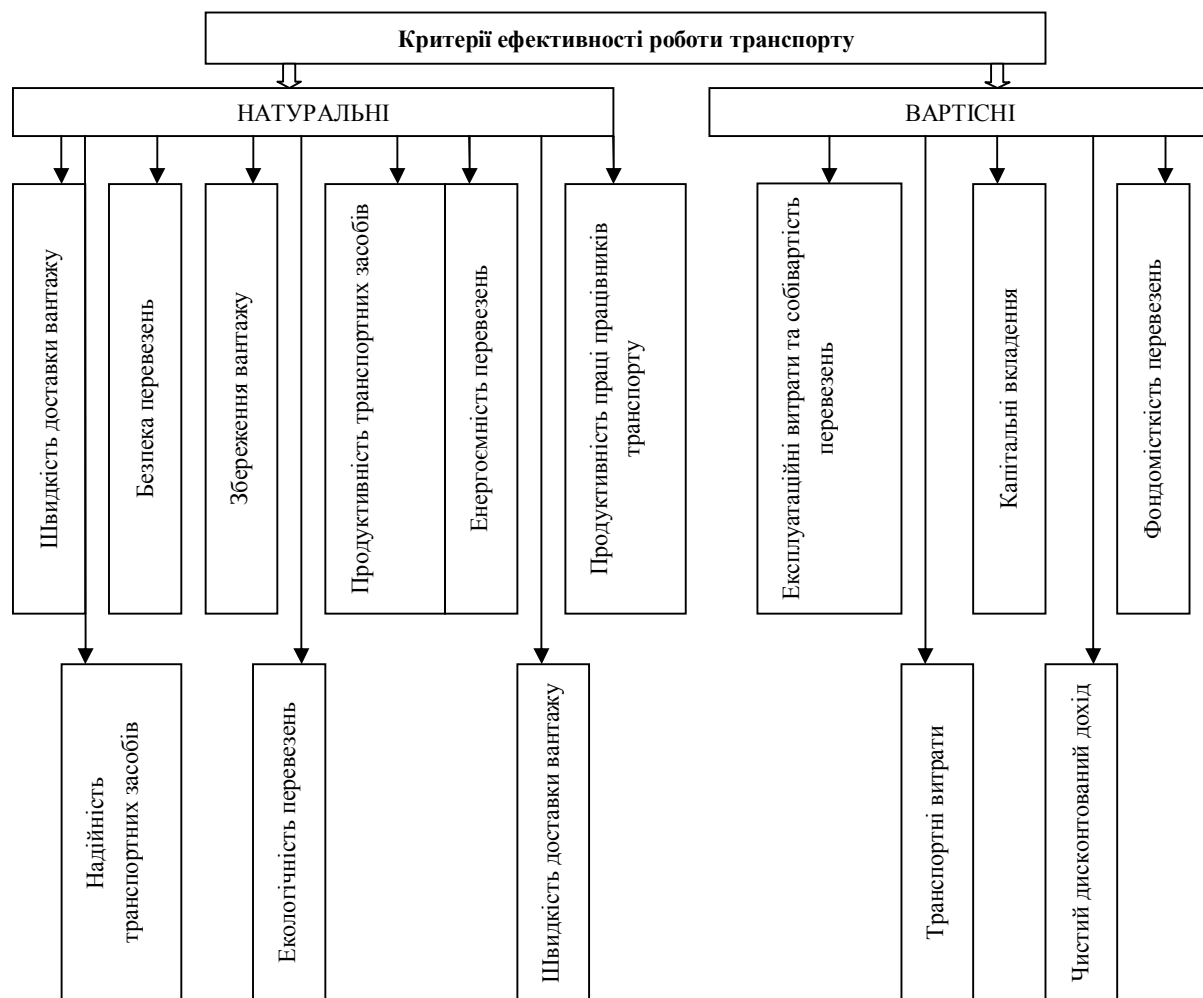 Критерії ефективності роботи транспорту
НАТУРАЛЬНІ
ВАРТІСНІ
Швидкість доставки вантажу
Безпека перевезень
Збереження вантажу
Продуктивність транспортних засобів
Енергоємність перевезень
Продуктивність праці працівників
транспорту
Експлуатаційні витрати та собівартість
перевезень
Капітальні вкладення
Фондомісткість перевезень
Надійність
транспортних засобів
Екологічність перевезень
Швидкість доставки вантажу
Транспортні витрати
Чистий дисконтований дохід